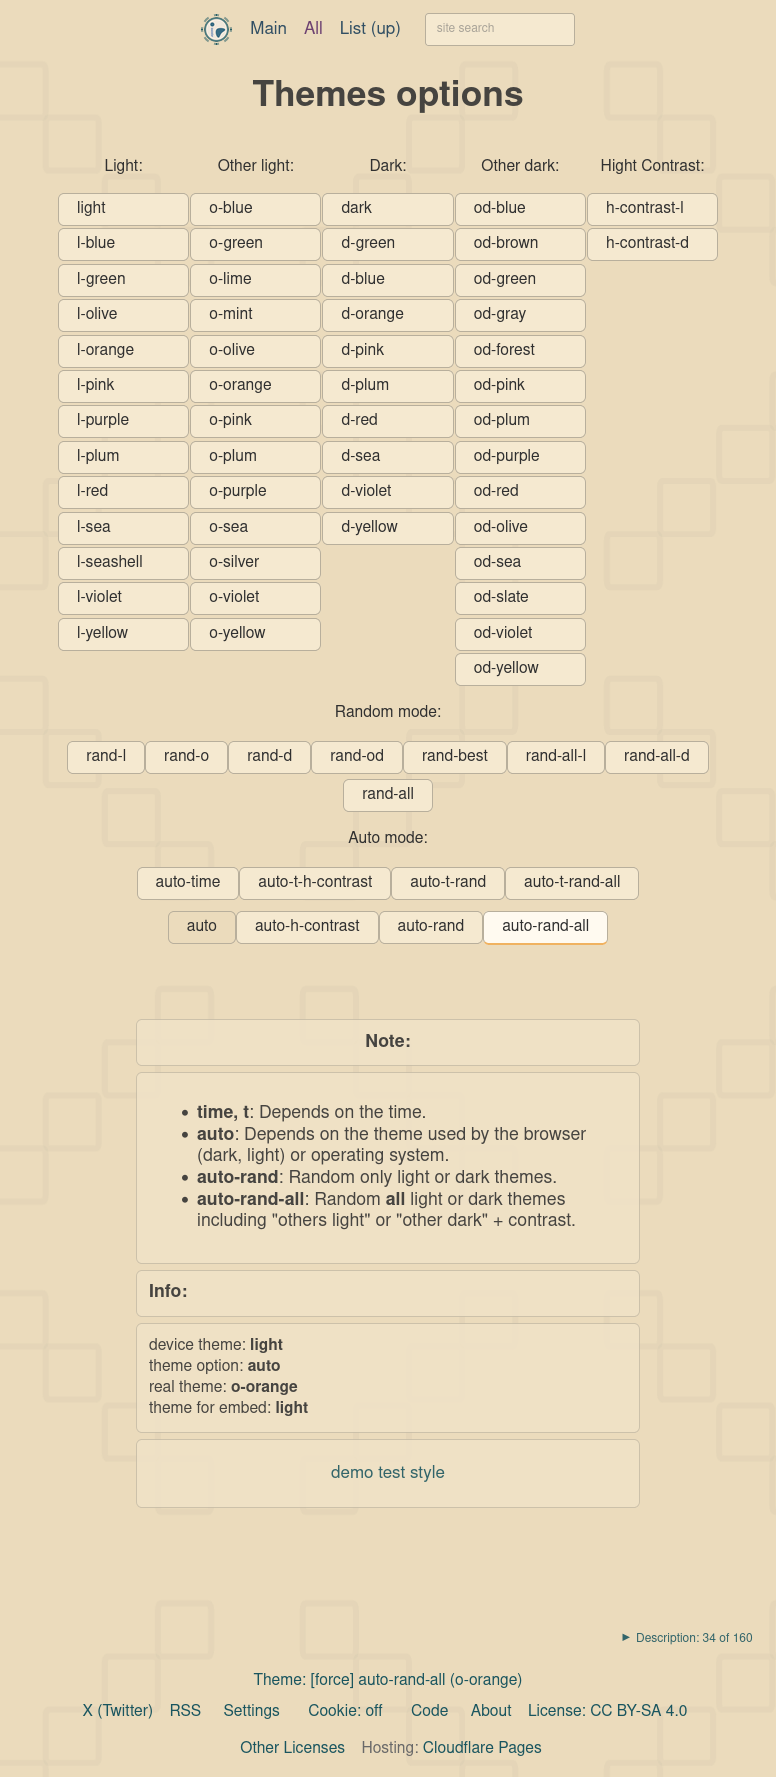 Main All List (up) site search
Themes options
Light: Other light: Dark: Other dark: Hight Contrast:
light o-blue dark od-blue h-contrast-l
l-blue o-green d-green od-brown h-contrast-d
l-green o-lime d-blue od-green
l-olive o-mint d-orange od-gray
l-orange o-olive d-pink od-forest
l-pink o-orange d-plum od-pink
l-purple o-pink d-red od-plum
l-plum o-plum d-sea od-purple
l-red o-purple d-violet od-red
l-sea o-sea d-yellow od-olive
l-seashell o-silver od-sea
l-violet o-violet od-slate
l-yellow o-yellow od-violet
od-yellow
Random mode:
rand-l rand-o rand-d rand-od rand-best rand-all-l rand-all-d
rand-all
Auto mode:
auto-time auto-t-h-contrast auto-t-rand auto-t-rand-all
auto auto-h-contrast auto-rand auto-rand-all
Note:
• time, t: Depends on the time.
• auto: Depends on the theme used by the browser
(dark, light) or operating system.
• auto-rand: Random only light or dark themes.
• auto-rand-all: Random all light or dark themes
including "others light" or "other dark" + contrast.
Info:
device theme: light
theme option: auto
real theme: o-orange
theme for embed: light
demo test style
► Description: 34 of 160
Theme: [force] auto-rand-all (o-orange)
X (Twitter) RSS Settings Cookie: off Code About License: CC BY-SA 4.0
Other Licenses Hosting: Cloudflare Pages